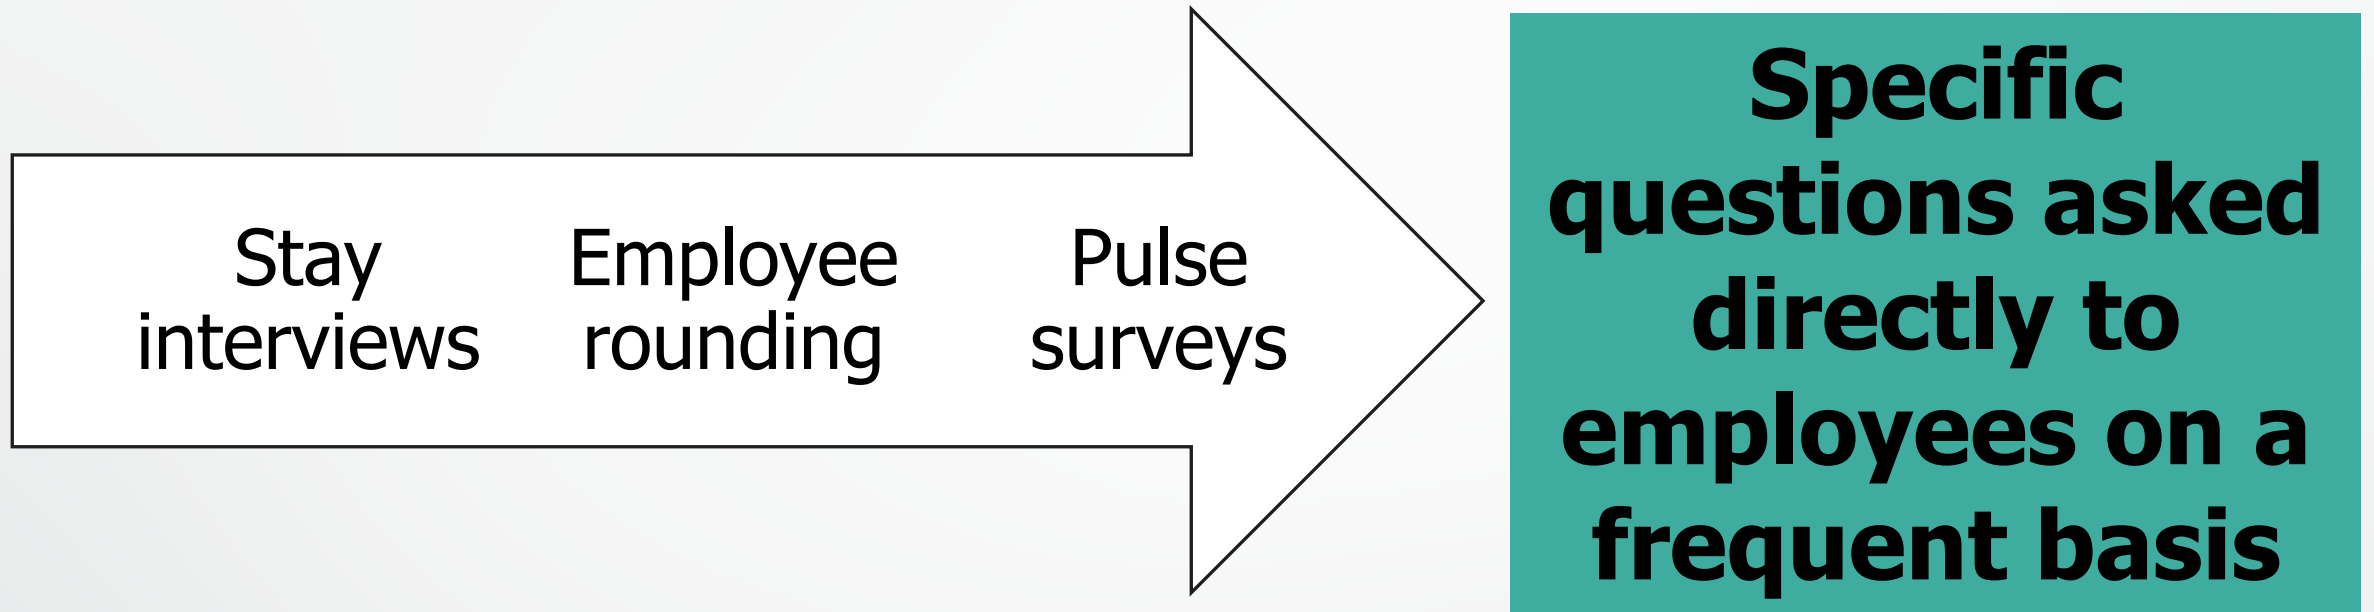 Stay
interviews
Employee
rounding
Pulse
surveys
Specific
questions asked
directly to
employees on a
frequent basis